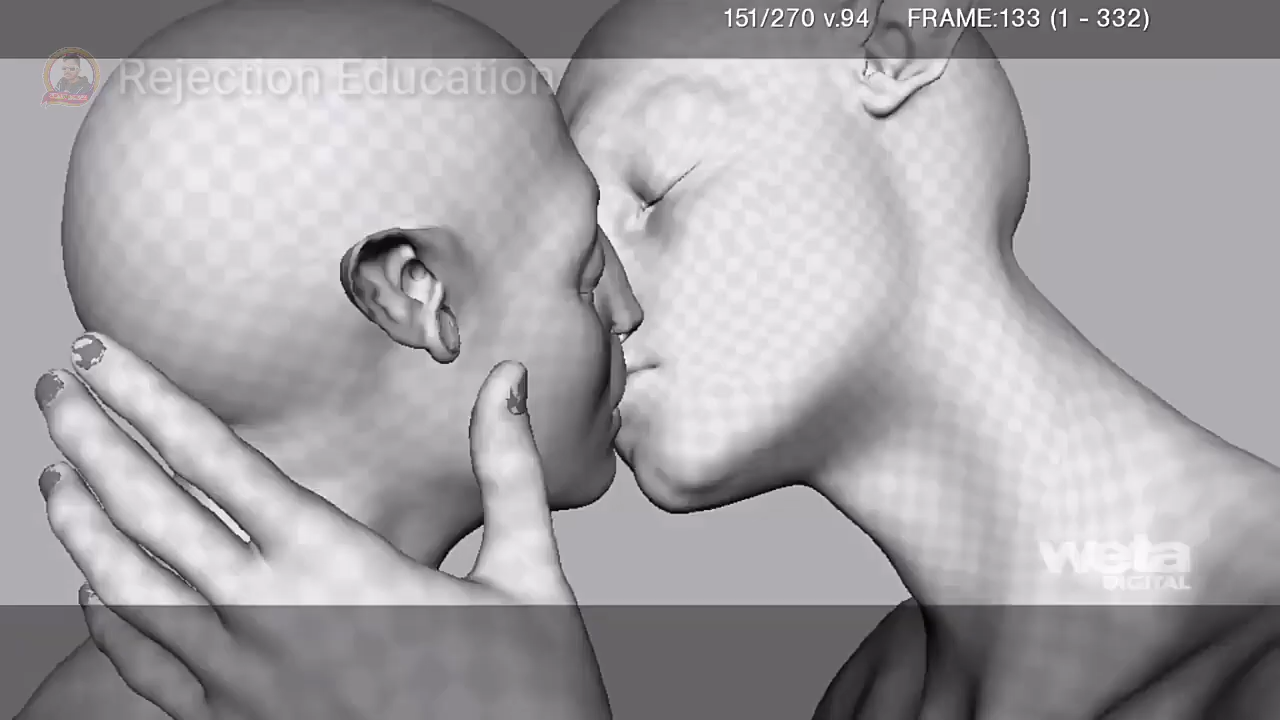 151/270 v.94 FRAME:133 (1 - 332)
Rejection Education
weta
DIGITAL